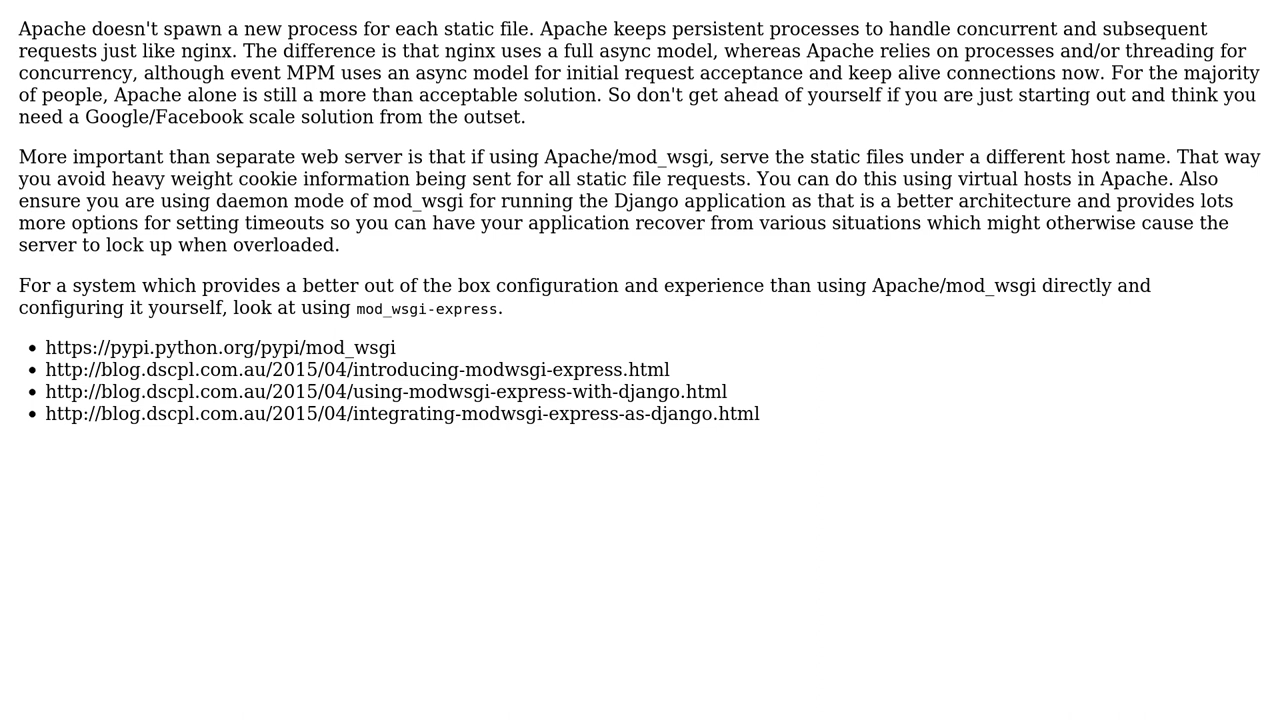 Apache doesn't spawn a new process for each static file. Apache keeps persistent processes to handle concurrent and subsequent
requests just like nginx. The difference is that nginx uses a full async model, whereas Apache relies on processes and/or threading for
concurrency, although event MPM uses an async model for initial request acceptance and keep alive connections now. For the majority
of people, Apache alone is still a more than acceptable solution. So don't get ahead of yourself if you are just starting out and think you
need a Google/Facebook scale solution from the outset.
More important than separate web server is that if using Apache/mod_wsgi, serve the static files under a different host name. That way
you avoid heavy weight cookie information being sent for all static file requests. You can do this using virtual hosts in Apache. Also
ensure you are using daemon mode of mod_wsgi for running the Django application as that is a better architecture and provides lots
more options for setting timeouts so you can have your application recover from various situations which might otherwise cause the
server to lock up when overloaded.
For a system which provides a better out of the box configuration and experience than using Apache/mod_wsgi directly and
configuring it yourself, look at using mod_wsgi-express.
• https://pypi.python.org/pypi/mod_wsgi
• http://blog.dscpl.com.au/2015/04/introducing-modwsgi-express.html
• http://blog.dscpl.com.au/2015/04/using-modwsgi-express-with-django.html
• http://blog.dscpl.com.au/2015/04/integrating-modwsgi-express-as-django.html